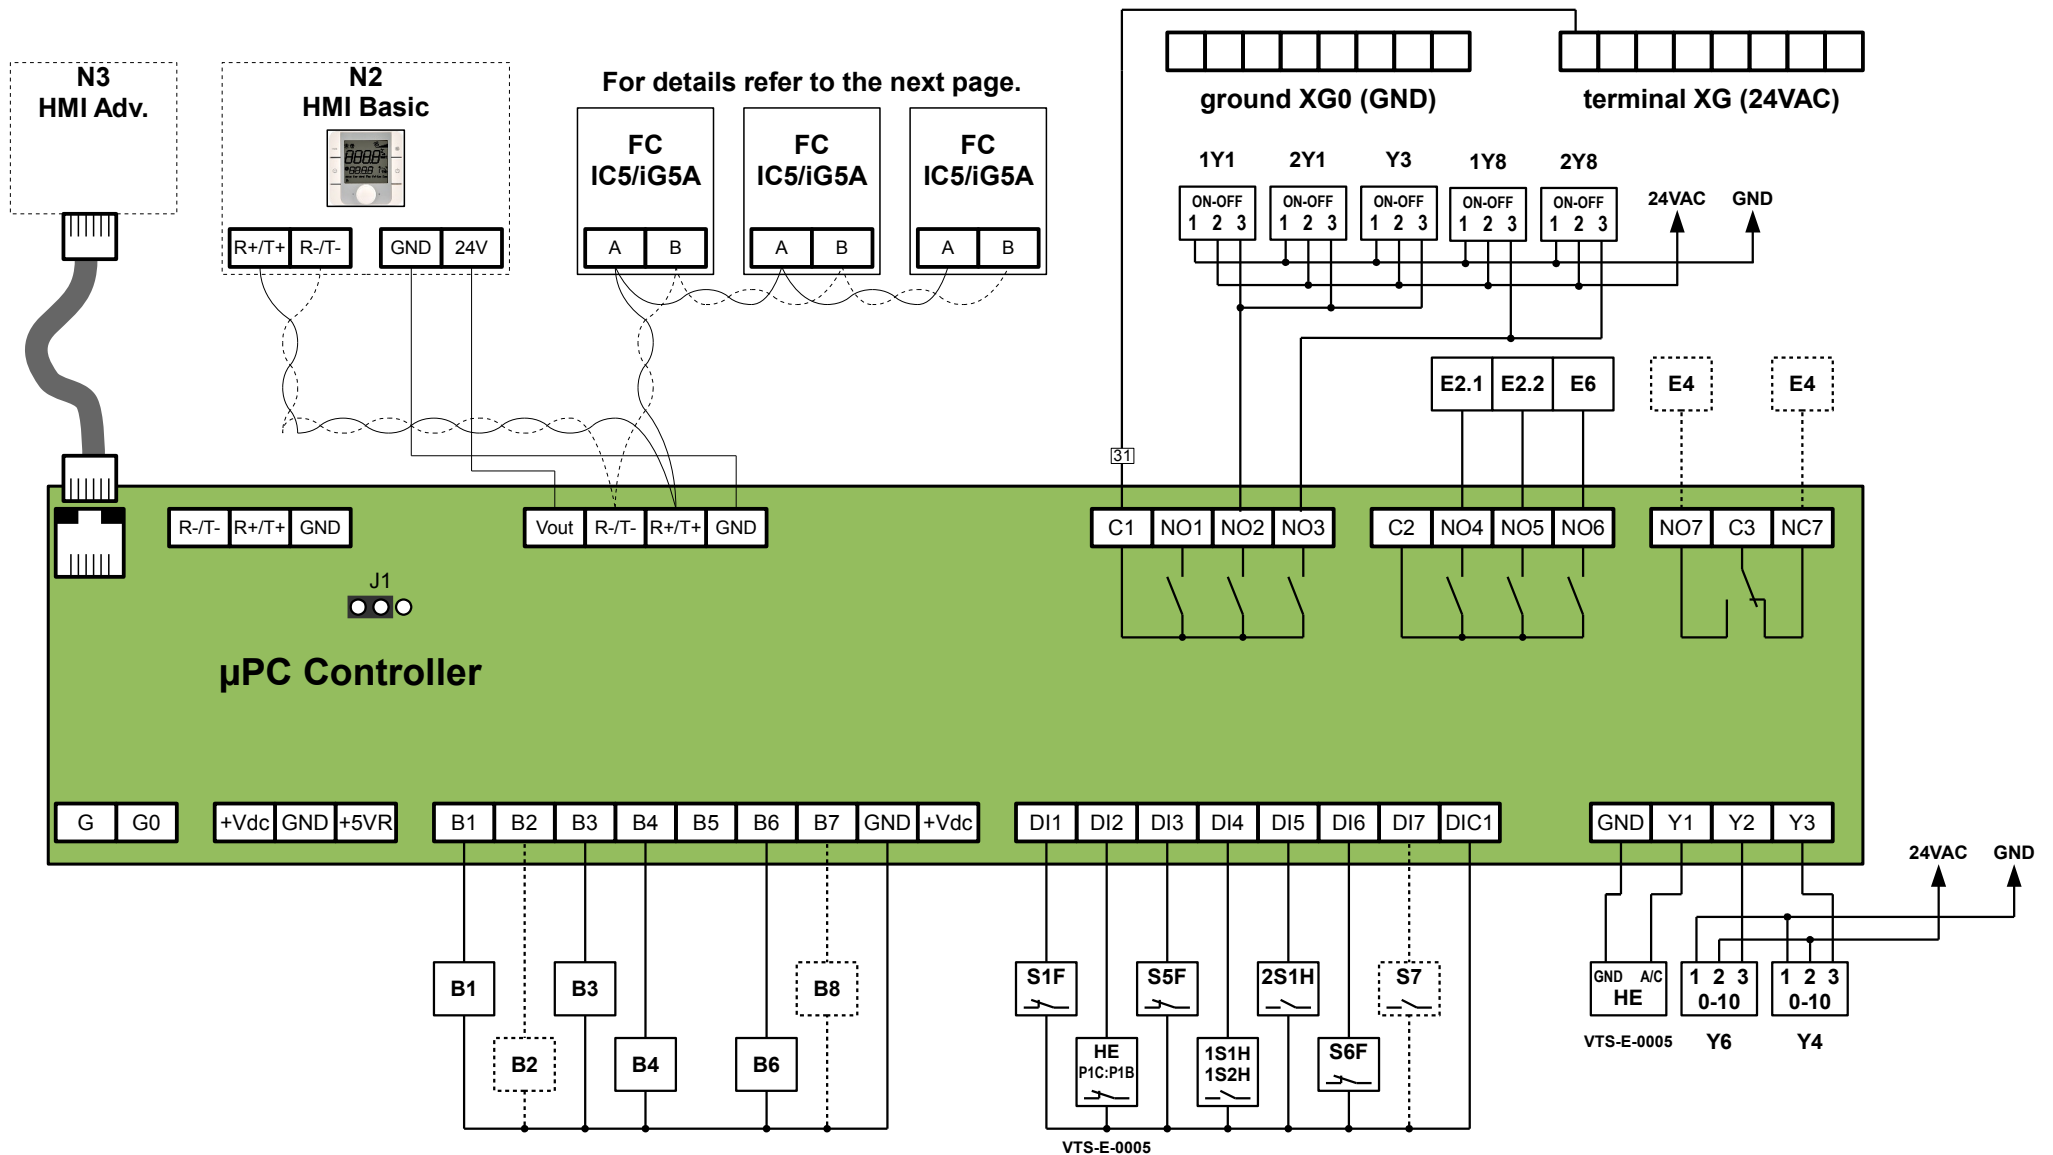 N3
HMI Adv.
N2
HMI Basic
For details refer to the next page.
ground XG0 (GND)
terminal XG (24VAC)
FC
IC5/iG5A
FC
IC5/iG5A
FC
IC5/iG5A
1Y1 2Y1 Y3 1Y8 2Y8
ON-OFF ON-OFF ON-OFF ON-OFF ON-OFF
1 2 3 1 2 3 1 2 3 1 2 3 1 2 3
24VAC GND
R+/T+ R-/T- GND 24V
A B A B A B
E2.1 E2.2 E6 E4 E4
31
R-/T- R+/T+ GND
Vout R-/T- R+/T+ GND
C1 NO1 NO2 NO3
C2 NO4 NO5 NO6
NO7 C3 NC7
J1
µPC Controller
G G0
+Vdc GND +5VR
B1 B2 B3 B4 B5 B6 B7 GND +Vdc
DI1 DI2 DI3 DI4 DI5 DI6 DI7 DIC1
GND Y1 Y2 Y3
24VAC GND
B1 B3 B8
B2 B4 B6
S1F S5F 2S1H S7
HE
P1C:P1B
1S1H
1S2H
S6F
VTS-E-0005
GND A/C
HE
1 2 3
0-10
1 2 3
0-10
VTS-E-0005
Y6 Y4